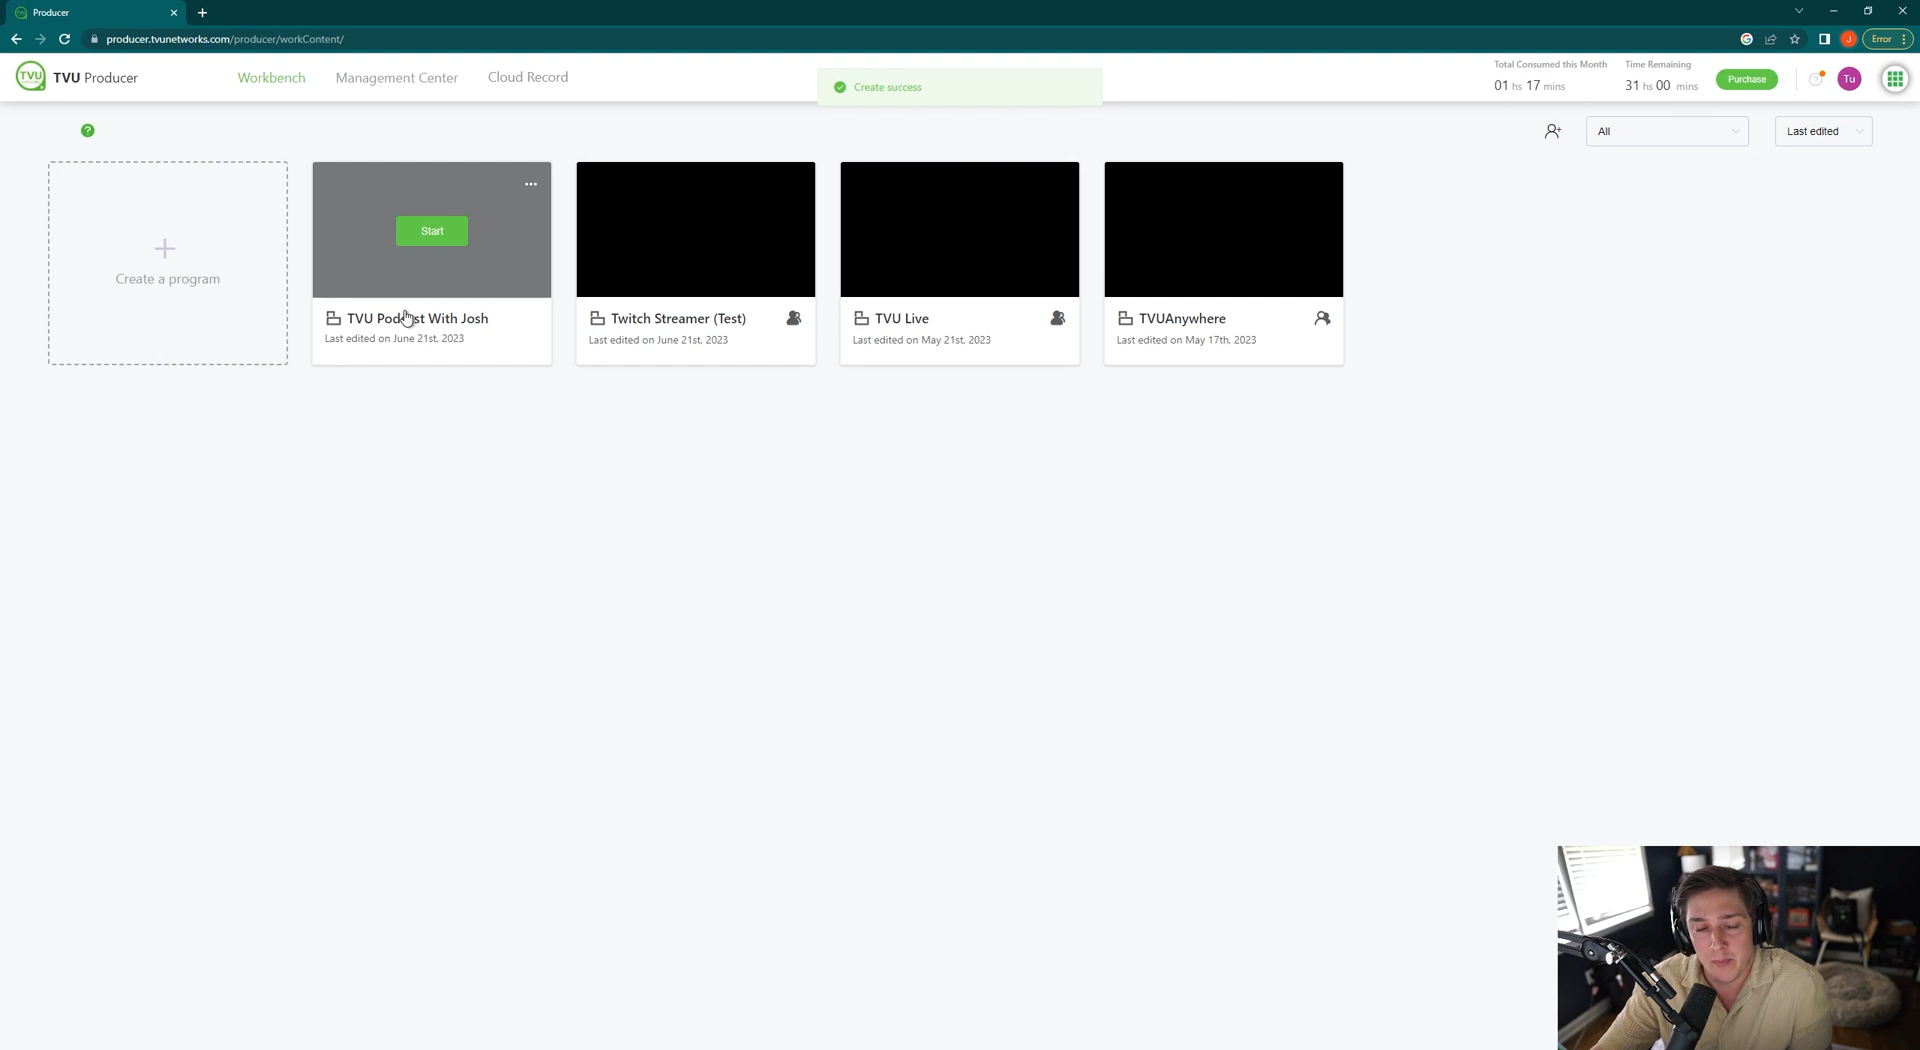 Producer
producer.tvunetworks.com/producer/workContent/
J
Error
TVU
TVU Producer
Workbench
Management Center
Cloud Record
Create success
Total Consumed this Month
01 hs 17 mins
Time Remaining
31 hs 00 mins
Purchase
Tu
All
Last edited
Create a program
Start
TVU Podcast With Josh
Last edited on June 21st, 2023
Twitch Streamer (Test)
Last edited on June 21st, 2023
TVU Live
Last edited on May 21st, 2023
TVUAnywhere
Last edited on May 17th, 2023